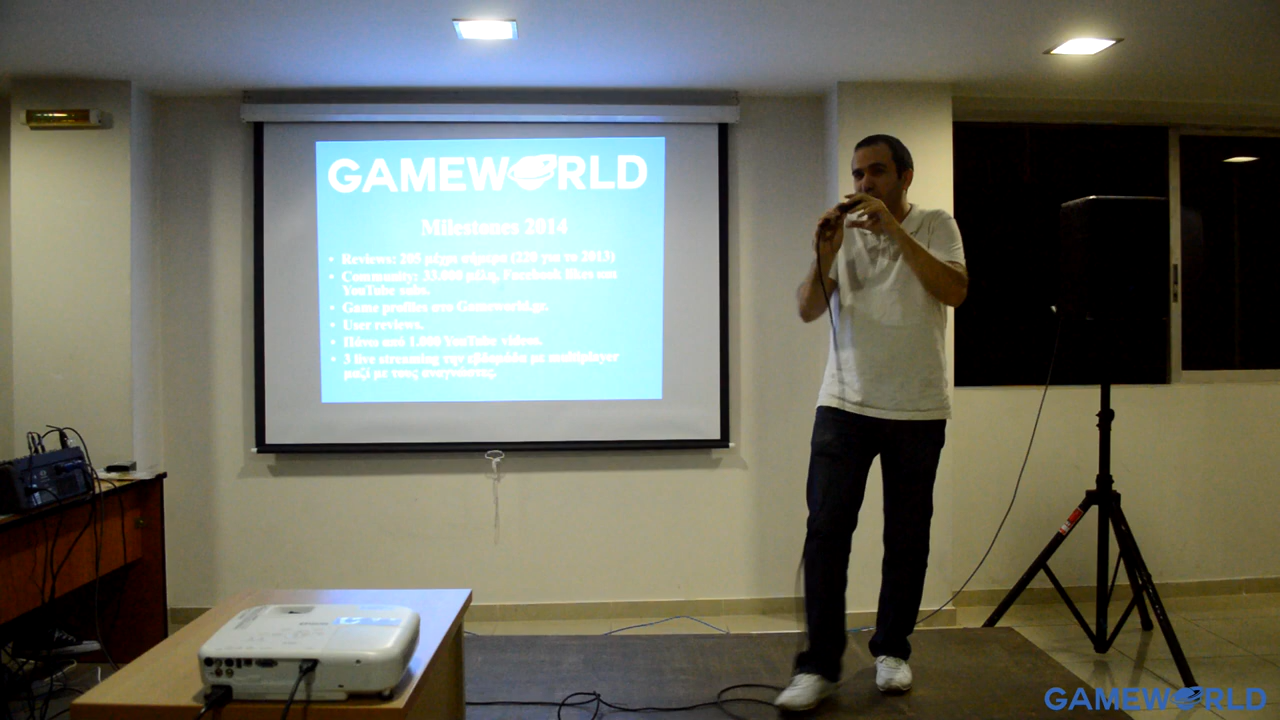 GAMEWORLD
Milestones 2014
• Reviews: 205 μέχρι σήμερα (220 για το 2013)
• Community: 33.000 μέλη, Facebook likes και
YouTube subs.
• Game profiles στο Gameworld.gr.
• User reviews.
• Πάνω από 1.000 YouTube videos.
• 3 live streaming την εβδομάδα με multiplayer
μαζί με τους αναγνώστες.
GAMEWORLD